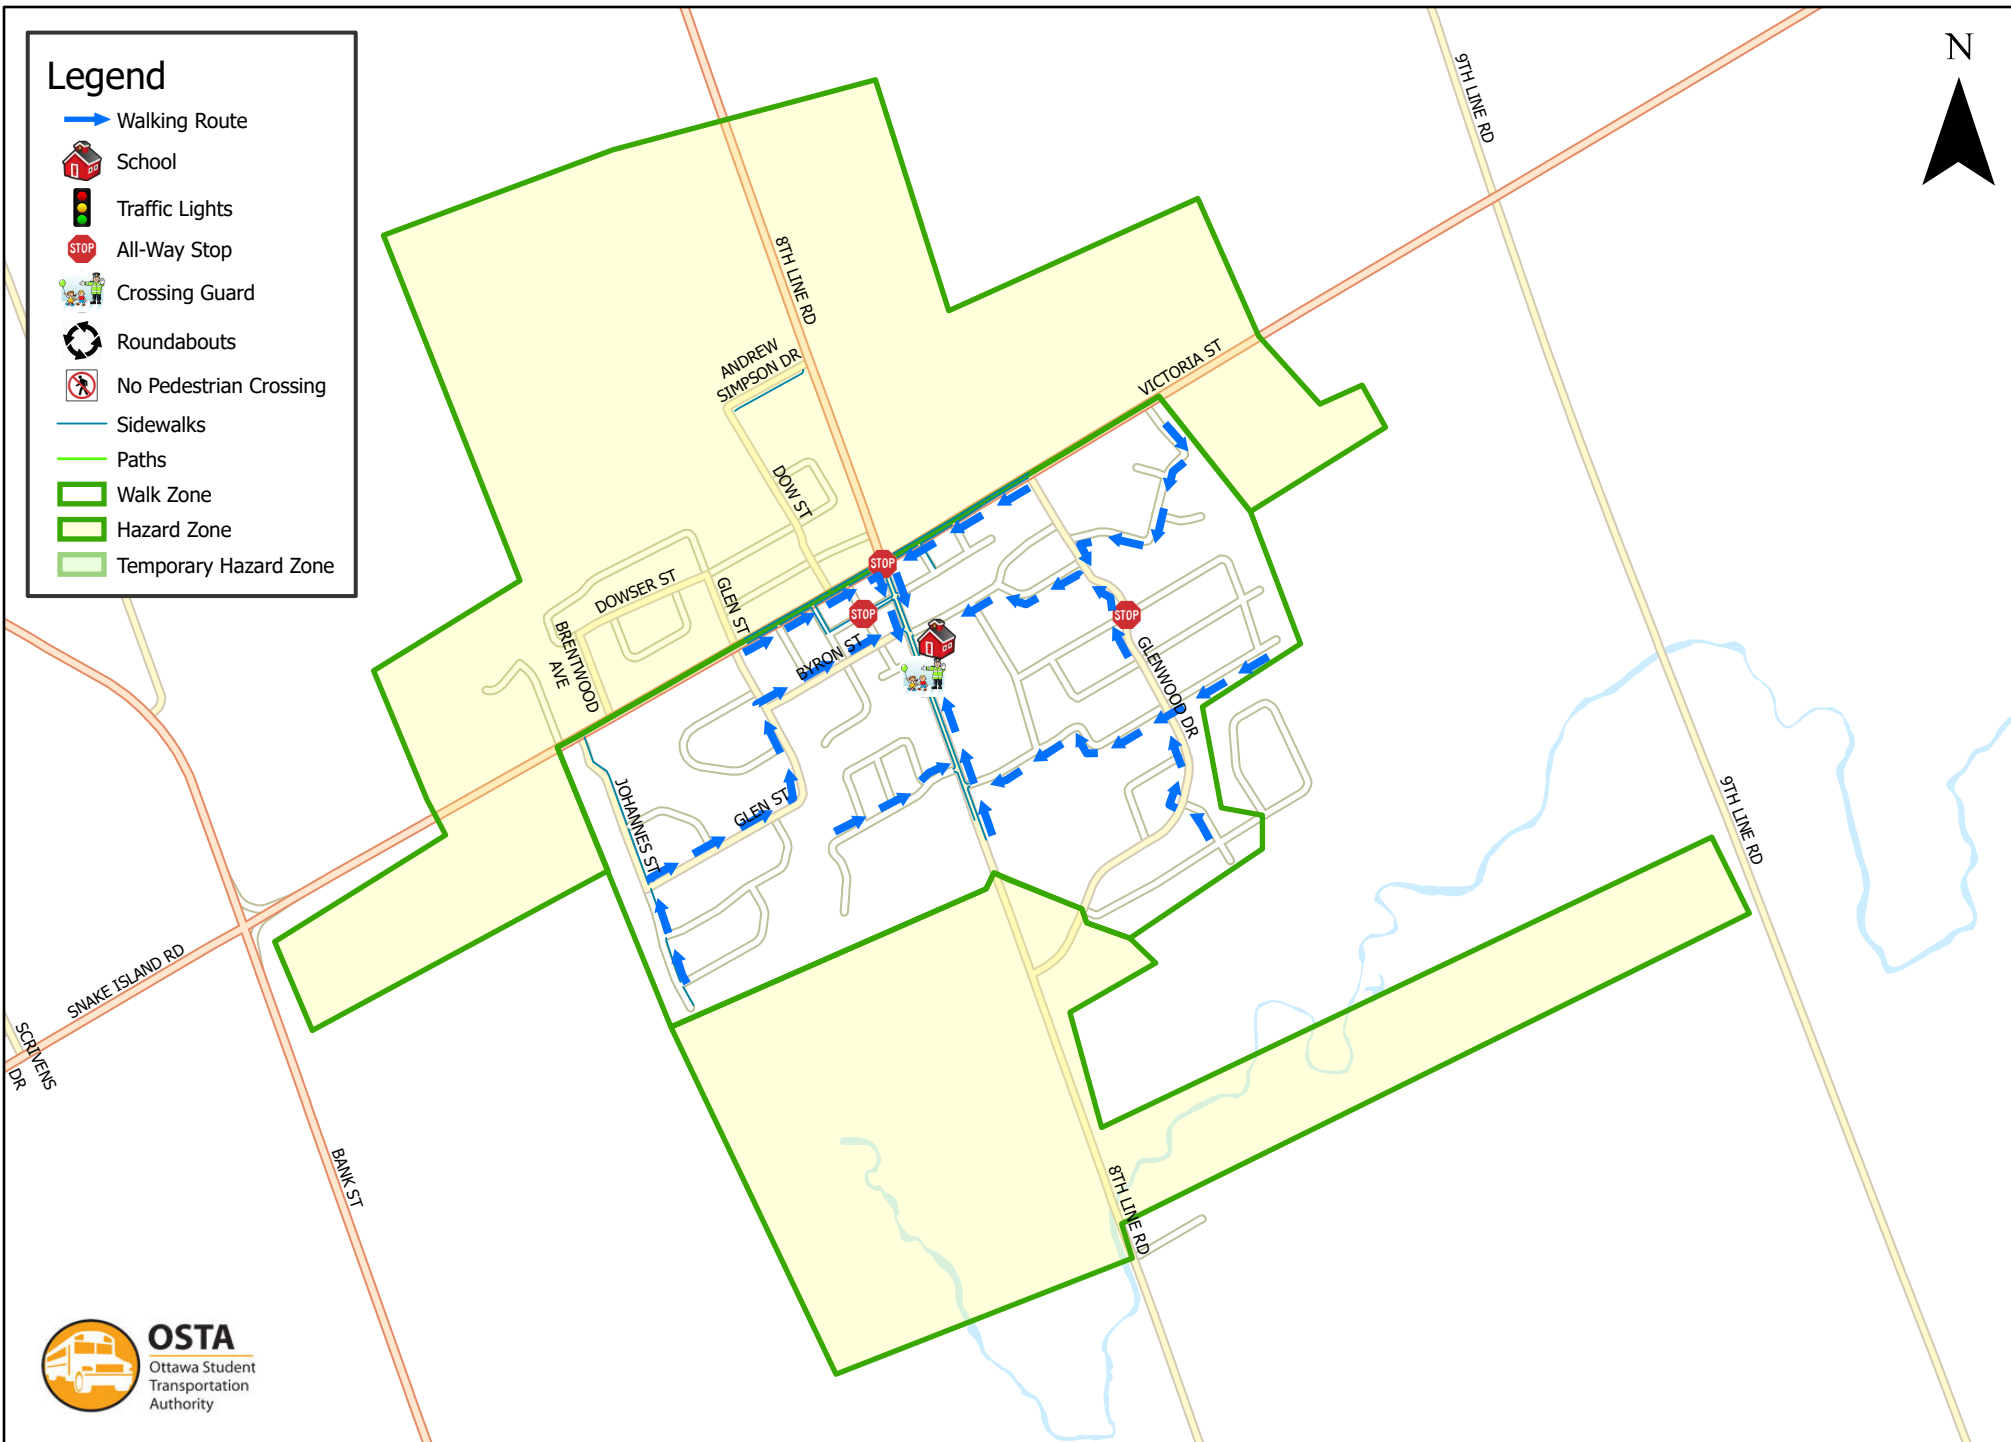 Legend
Walking Route
School
Traffic Lights
STOP
All-Way Stop
Crossing Guard
Roundabouts
No Pedestrian Crossing
Sidewalks
Paths
Walk Zone
Hazard Zone
Temporary Hazard Zone
N
9TH LINE RD
8TH LINE RD
ANDREW
SIMPSON DR
VICTORIA ST
DOW ST
STOP
DOWSER ST
GLEN ST
STOP
STOP
BRENTWOOD
AVE
BYRON ST
GLENWOOD DR
JOHANNES ST
GLEN ST
9TH LINE RD
SNAKE ISLAND RD
SCRIVENS
DR
BANK ST
8TH LINE RD
OSTA
Ottawa Student
Transportation
Authority